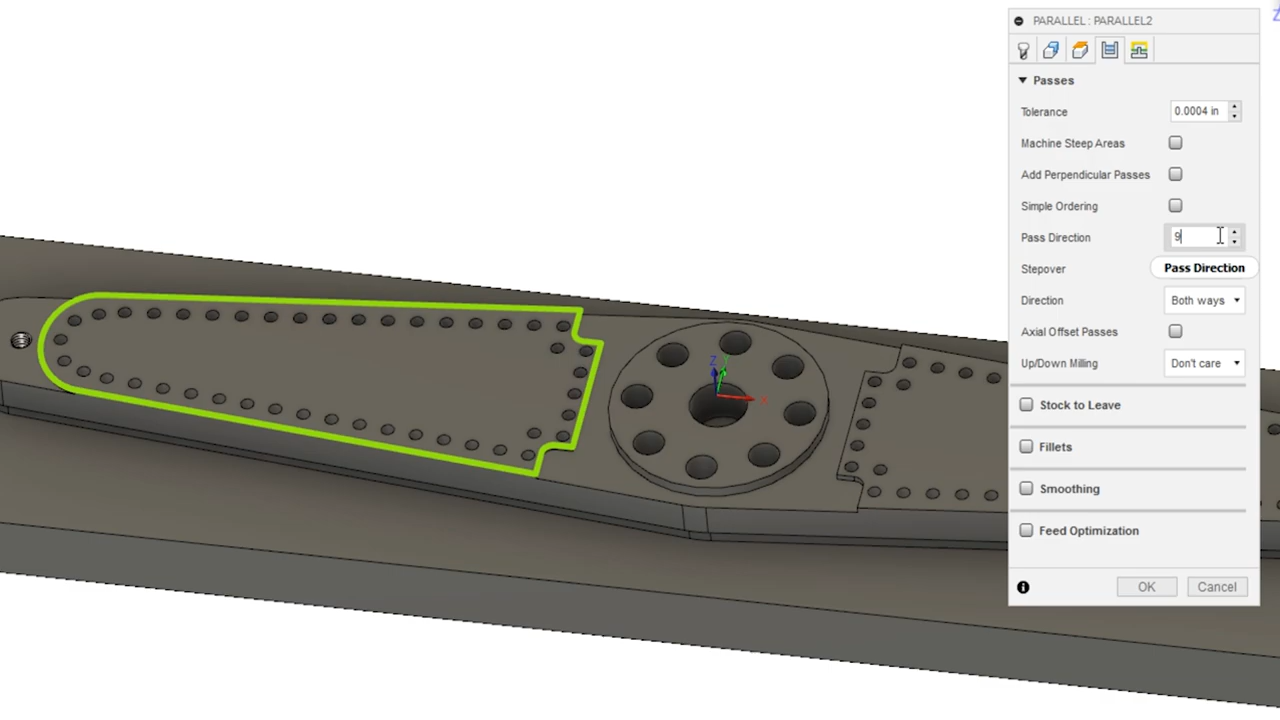 PARALLEL : PARALLEL2
Passes
Tolerance 0.0004 in
Machine Steep Areas
Add Perpendicular Passes
Simple Ordering
Pass Direction 9
Stepover Pass Direction
Direction Both ways
Axial Offset Passes
Up/Down Milling Don't care
Stock to Leave
Fillets
Smoothing
Feed Optimization
OK Cancel
Z
X
Z